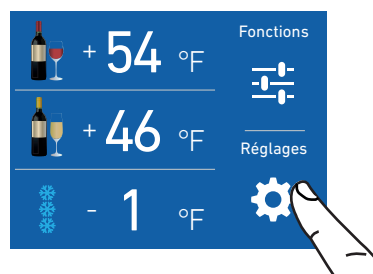 + 54 °F
Fonctions
+ 46 °F
Réglages
- 1 °F